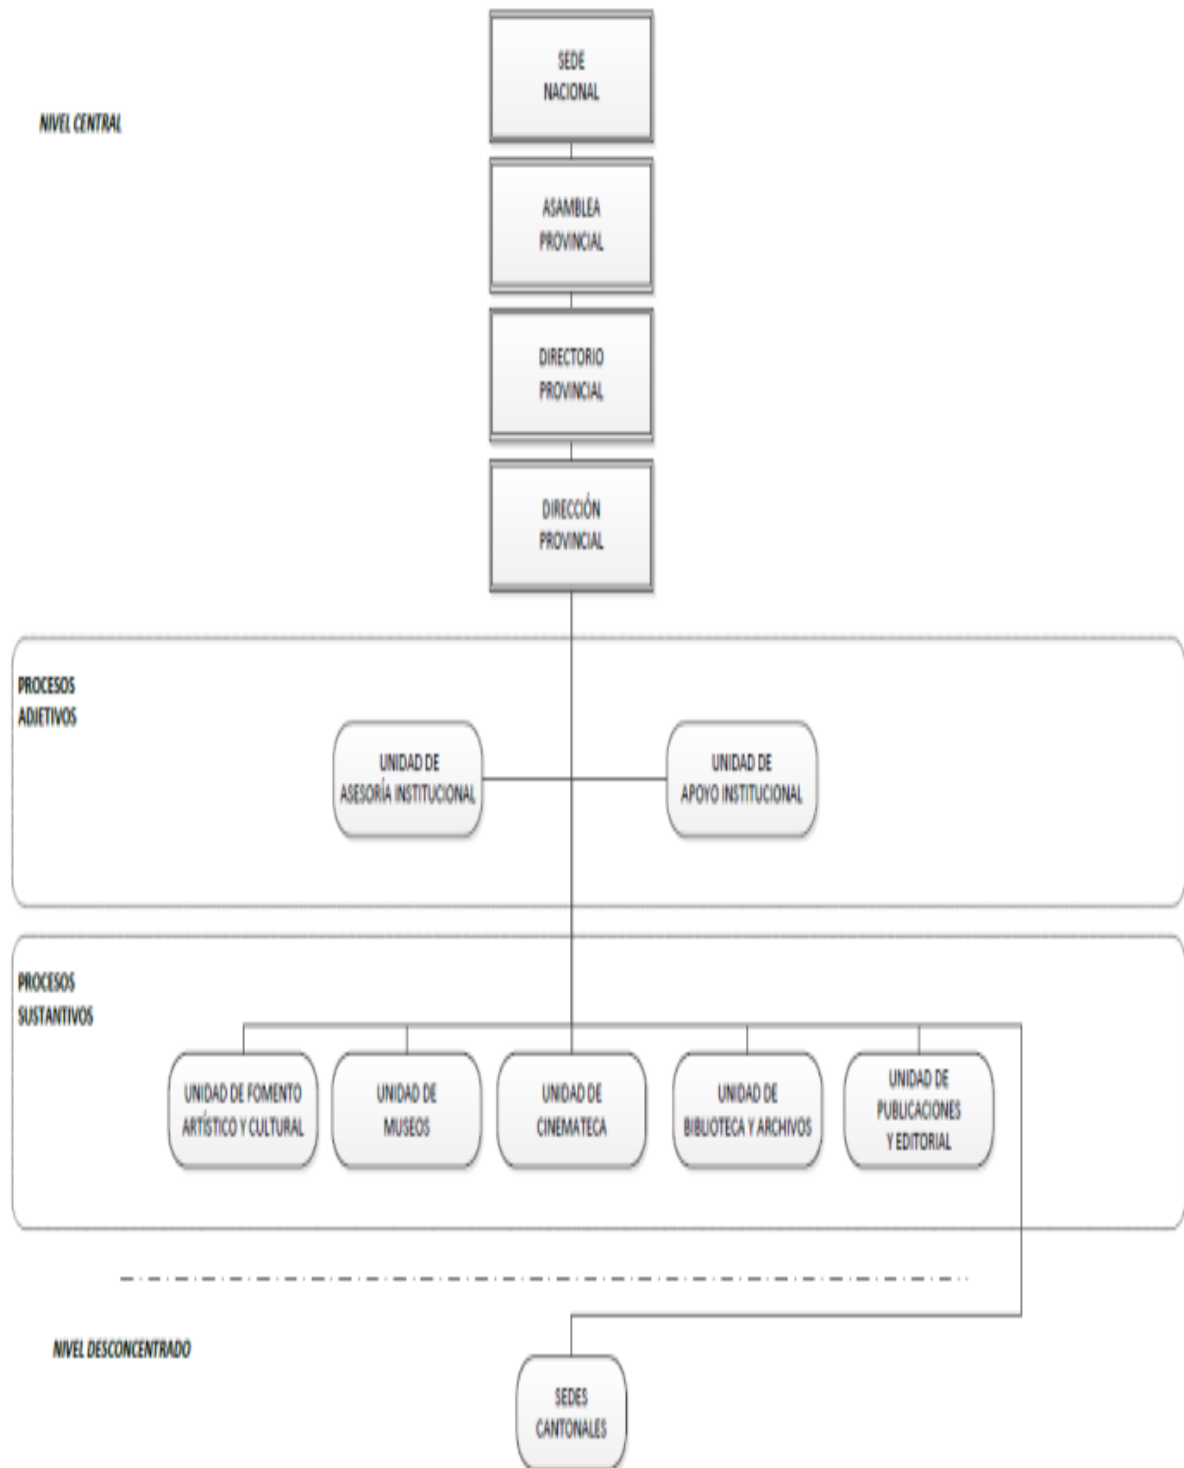 SEDE
NACIONAL
NIVEL CENTRAL
ASAMBLEA
PROVINCIAL
DIRECTORIO
PROVINCIAL
DIRECCIÓN
PROVINCIAL
PROCESOS
ADJETIVOS
UNIDAD DE
ASESORÍA INSTITUCIONAL
UNIDAD DE
APOYO INSTITUCIONAL
PROCESOS
SUSTANTIVOS
UNIDAD DE FOMENTO
ARTÍSTICO Y CULTURAL
UNIDAD DE
MUSEOS
UNIDAD DE
CINEMATECA
UNIDAD DE
BIBLIOTECA Y ARCHIVOS
UNIDAD DE
PUBLICACIONES
Y EDITORIAL
NIVEL DESCONCENTRADO
SEDES
CANTONALES